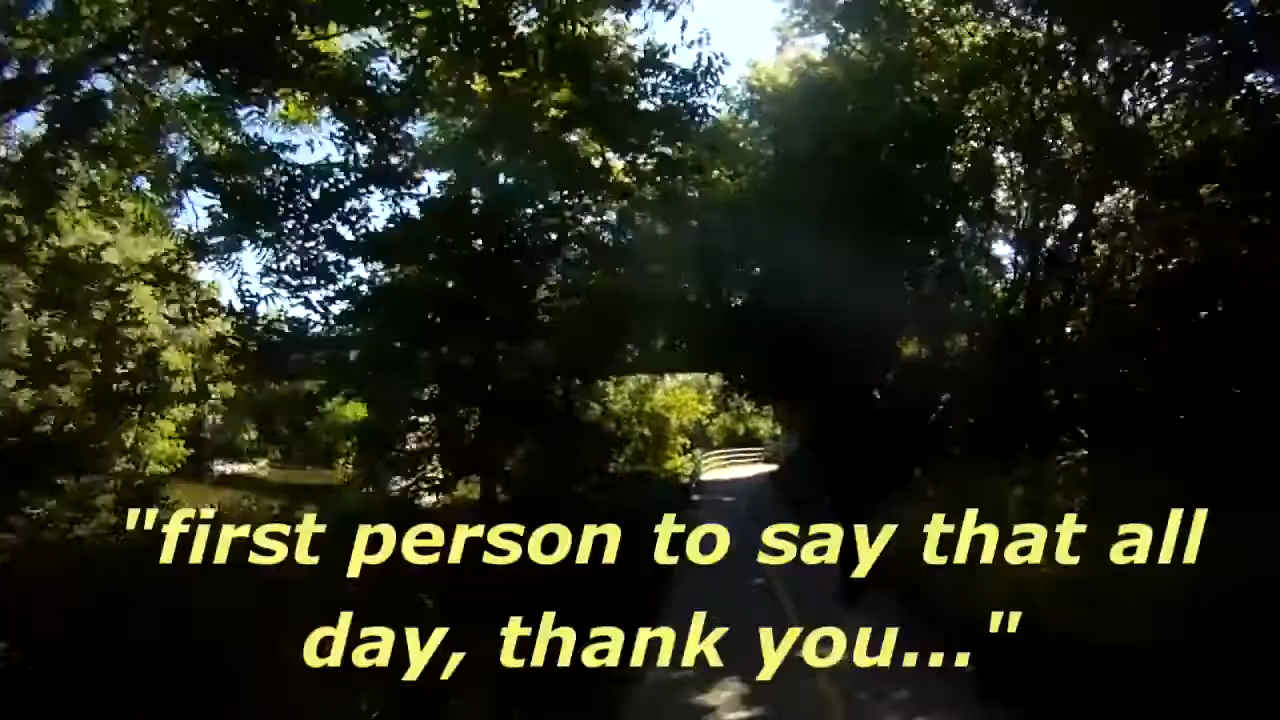 "first person to say that all
day, thank you..."